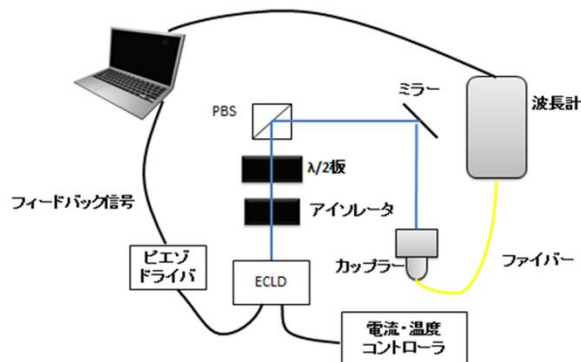 ミラー
波長計
PBS
λ/2板
フィードバック信号
アイソレータ
ピエゾ
ドライバ
ECLD
カップラー
ファイバー
電流・温度
コントローラ